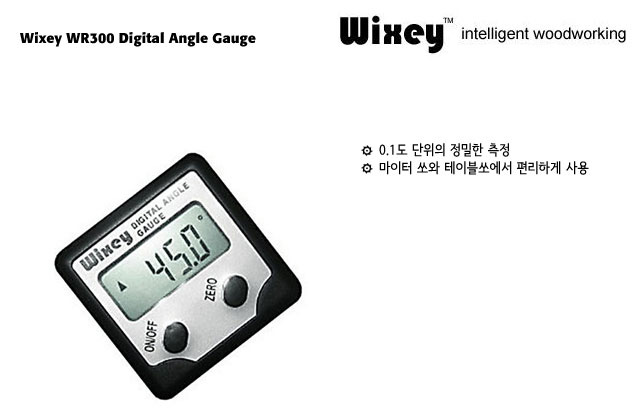 Wixey WR300 Digital Angle Gauge
Wixey™ intelligent woodworking
0.1도 단위의 정밀한 측정
마이터 쏘와 테이블쏘에서 편리하게 사용
Wixey DIGITAL ANGLE
GAUGE
45.0°
ZERO
ON/OFF